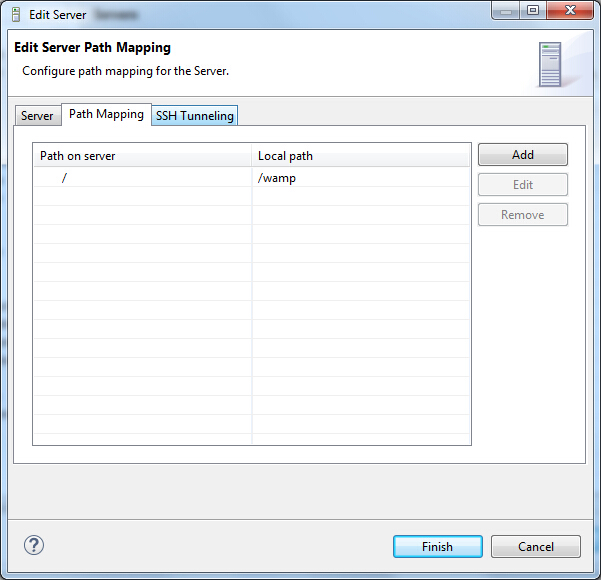 Edit Server
Edit Server Path Mapping
Configure path mapping for the Server.
Server Path Mapping SSH Tunneling
Path on server Local path
/ /wamp
Add
Edit
Remove
?
Finish Cancel